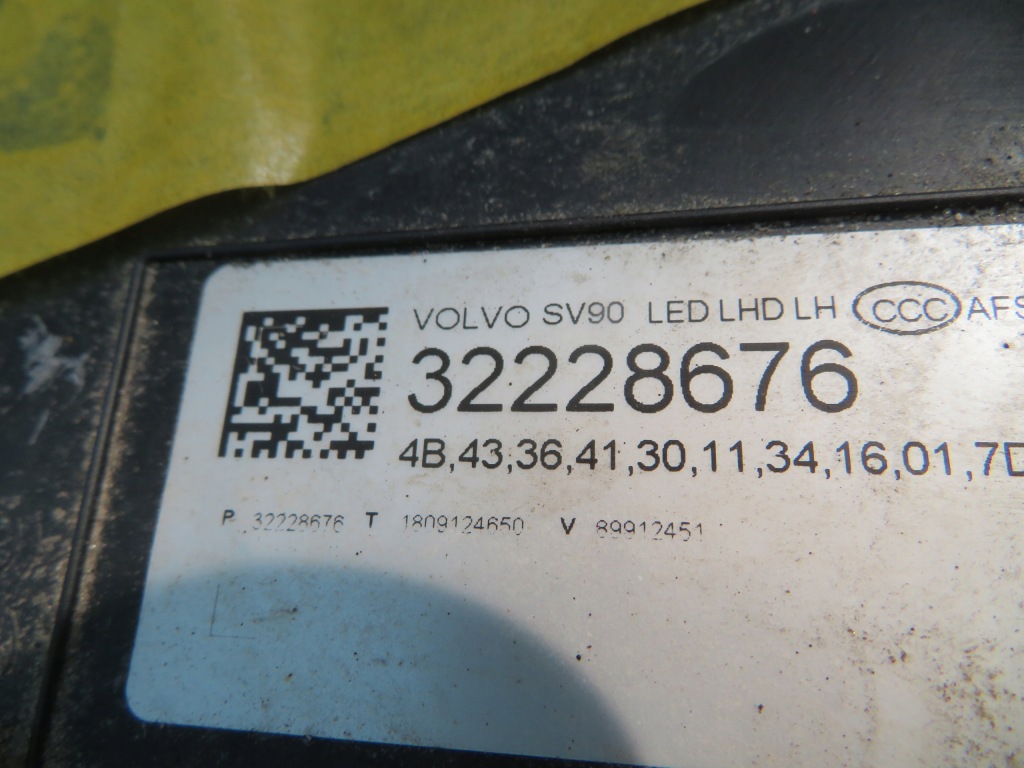 VOLVO SV90 LED LHD LH CCC AFS
32228676
4B,43,36,41,30,11,34,16,01,7D
P 32228676 T 1809124650 V 89912451